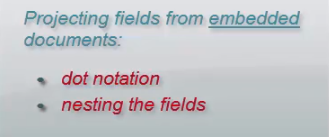 Projecting fields from embedded
documents:
dot notation
nesting the fields